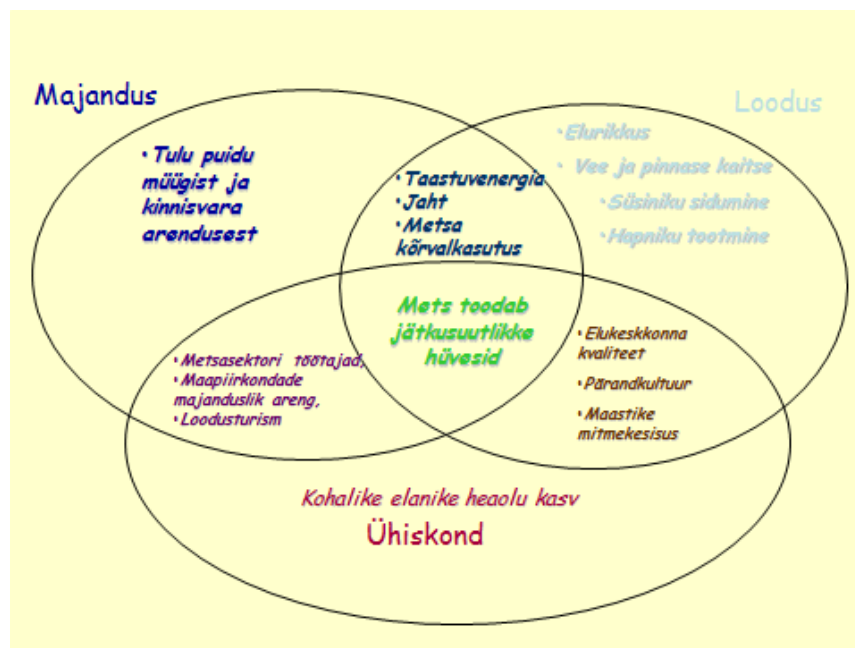 Majandus
Loodus
• Tulu puidu
müügist ja
kinnisvara
arendusest
• Taastuvenergia
• Jaht
• Metsa
kõrvalkasutus
• Elurikkus
• Vee ja pinnase kaitse
• Süsiniku sidumine
• Hapniku tootmine
Mets toodab
jätkusuutlikke
hüvesid
• Metsasektori töötajad,
• Maapiirkondade
majanduslik areng,
• Loodusturism
• Elukeskkonna
kvaliteet
• Pärandkultuur
• Maastike
mitmekesisus
Kohalike elanike heaolu kasv
Ühiskond